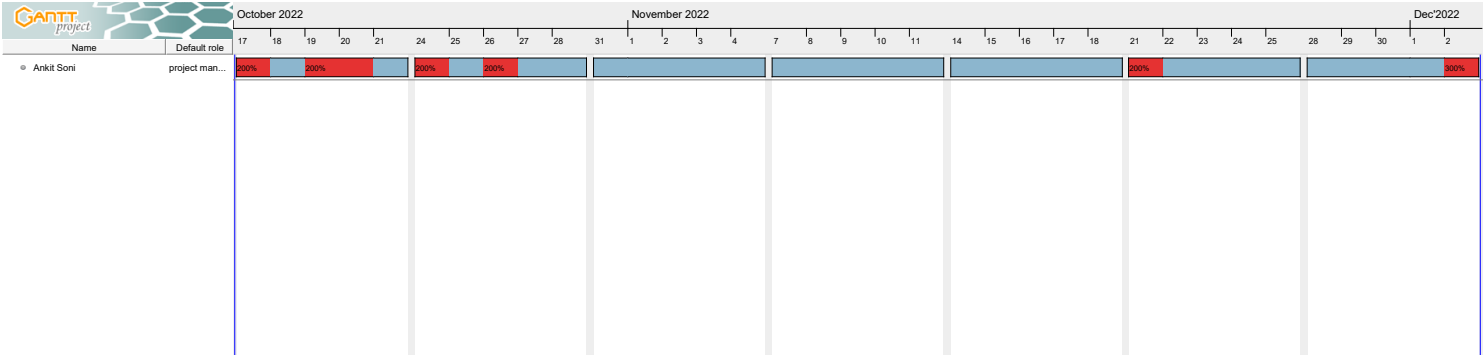 GANTT
project
October 2022 November 2022 Dec'2022
Name Default role
17 18 19 20 21 24 25 26 27 28 31 1 2 3 4 7 8 9 10 11 14 15 16 17 18 21 22 23 24 25 28 29 30 1 2
Ankit Soni project man... 200% 200% 200% 200% 200% 300%